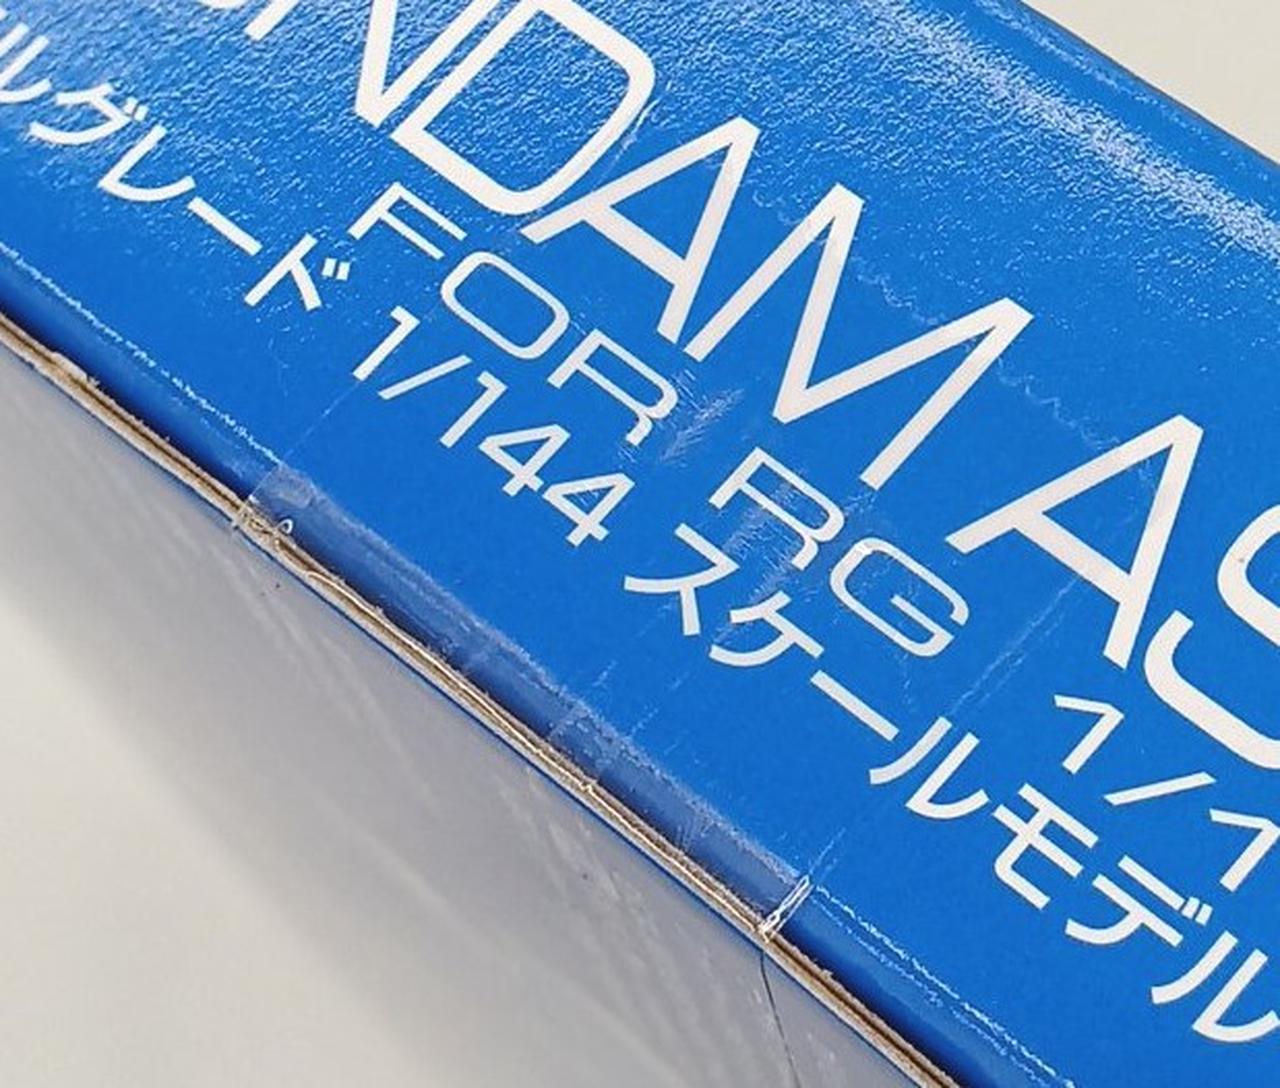 UNDAM AS
FOR RG 1/1
ルグレード 1/144 スケールモデル